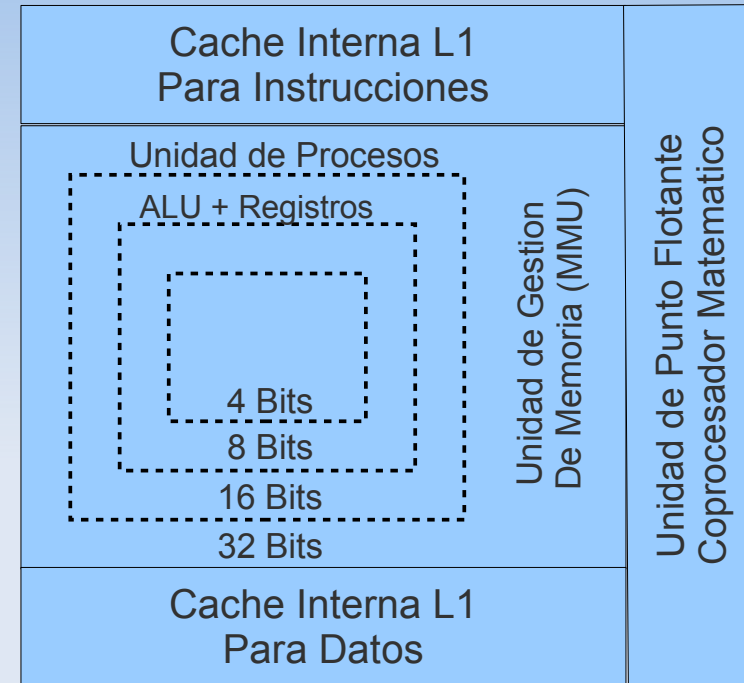 Cache Interna L1
Para Instrucciones
Unidad de Procesos
ALU + Registros
4 Bits
8 Bits
16 Bits
32 Bits
Unidad de Gestion
De Memoria (MMU)
Unidad de Punto Flotante
Coprocesador Matematico
Cache Interna L1
Para Datos